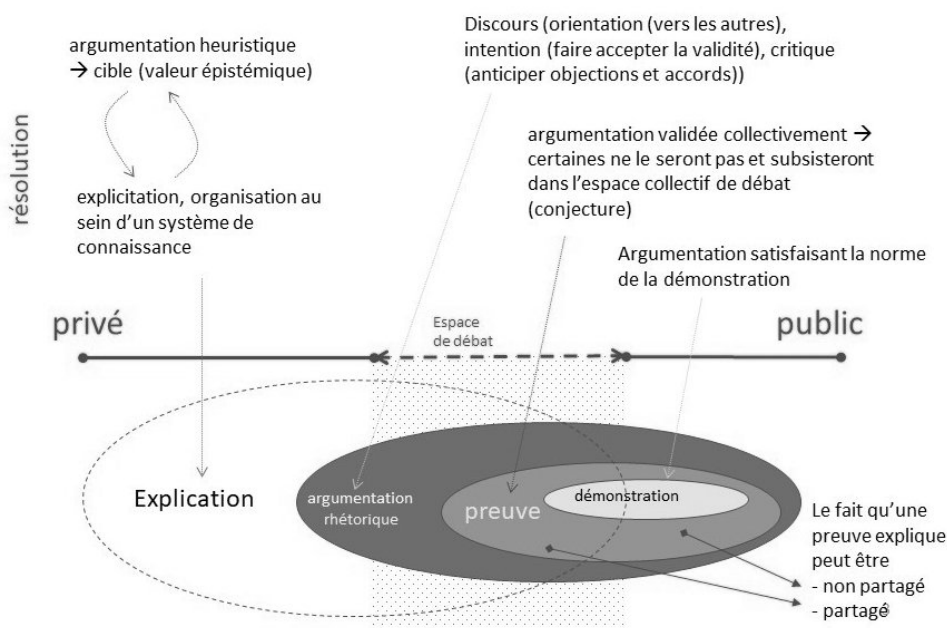 argumentation heuristique
→ cible (valeur épistémique)
Discours (orientation (vers les autres),
intention (faire accepter la validité), critique
(anticiper objections et accords))
résolution
explicitation, organisation au
sein d'un système de
connaissance
argumentation validée collectivement →
certaines ne le seront pas et subsisteront
dans l'espace collectif de débat
(conjecture)
Argumentation satisfaisant la norme
de la démonstration
privé
Espace
de débat
public
Explication
argumentation
rhétorique
preuve
démonstration
Le fait qu'une
preuve explique
peut être
- non partagé
- partagé